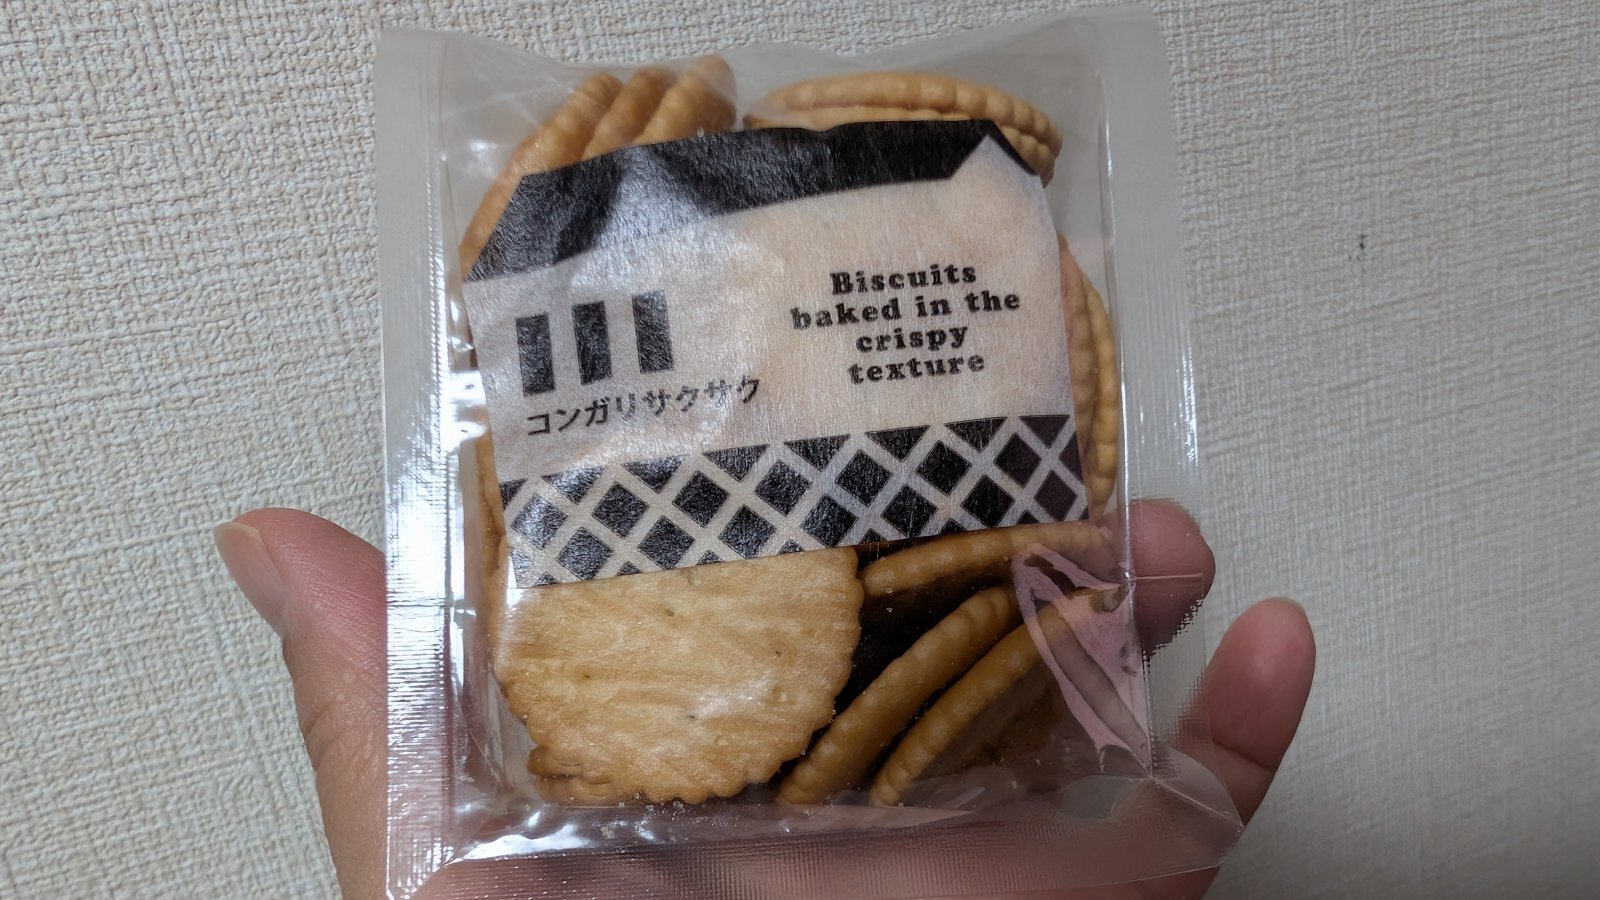 コンガリサクサク
Biscuits
baked in the
crispy
texture